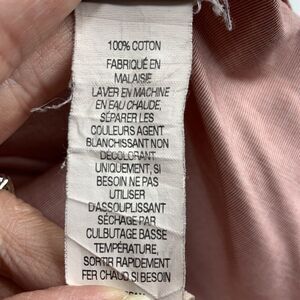 100% COTON
FABRIQUÉ EN
MALAISIE
LAVER EN MACHINE
EN EAU CHAUDE,
SÉPARER LES
COULEURS AGENT
BLANCHISSANT NON
DÉCOLORANT
UNIQUEMENT, SI
BESOIN NE PAS
UTILISER
D'ASSOUPLISSANT
SÉCHAGE PAR
CULBUTAGE BASSE
TEMPÉRATURE,
SORTIR RAPIDEMENT
FER CHAUD SI BESOIN